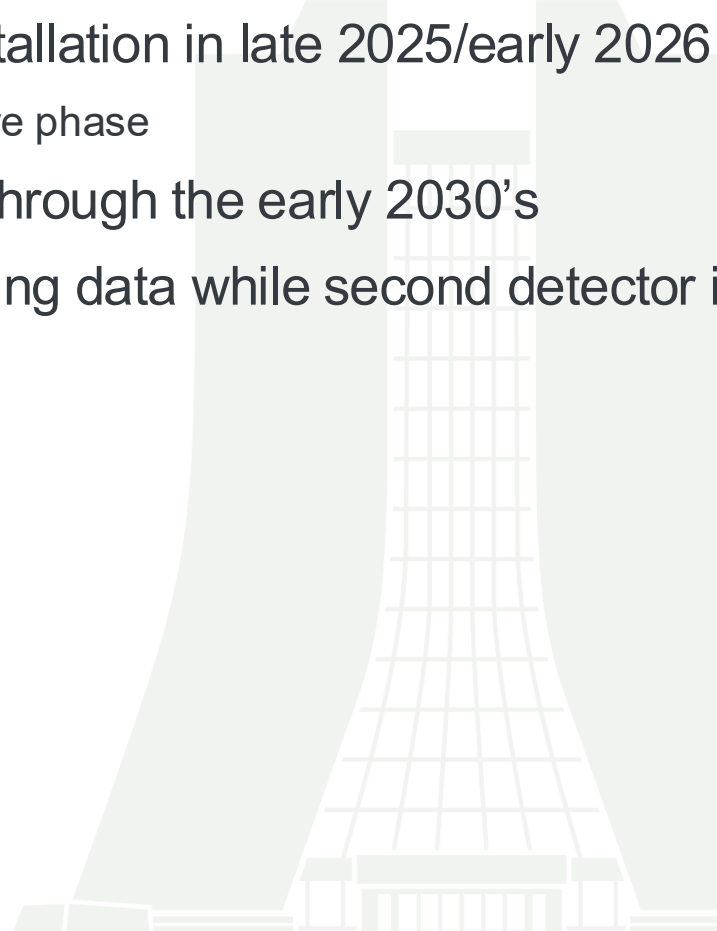 tallation in late 2025/early 2026
e phase
hrough the early 2030’s
ng data while second detector i